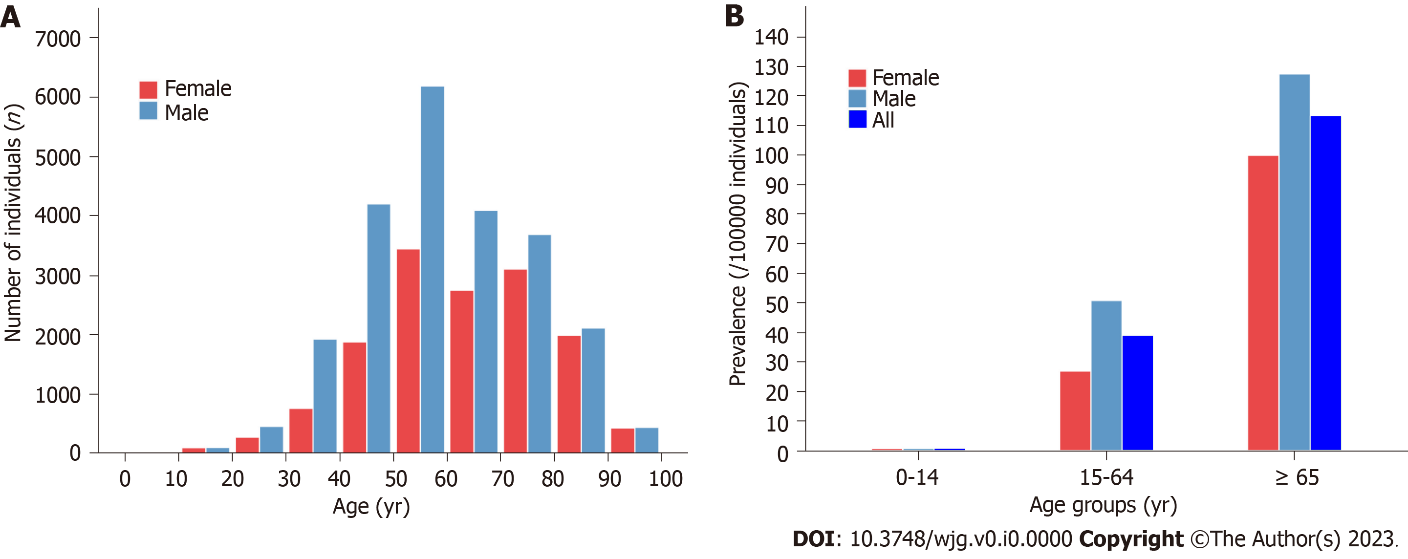 A
Number of individuals (n)
7000
6000
5000
4000
3000
2000
1000
0
Female
Male
0 10 20 30 40 50 60 70 80 90 100
Age (yr)
B
Prevalence (/100000 individuals)
140
130
120
110
100
90
80
70
60
50
40
30
20
10
0
Female
Male
All
0-14 15-64 ≥ 65
Age groups (yr)
DOI: 10.3748/wjg.v0.i0.0000 Copyright ©The Author(s) 2023.